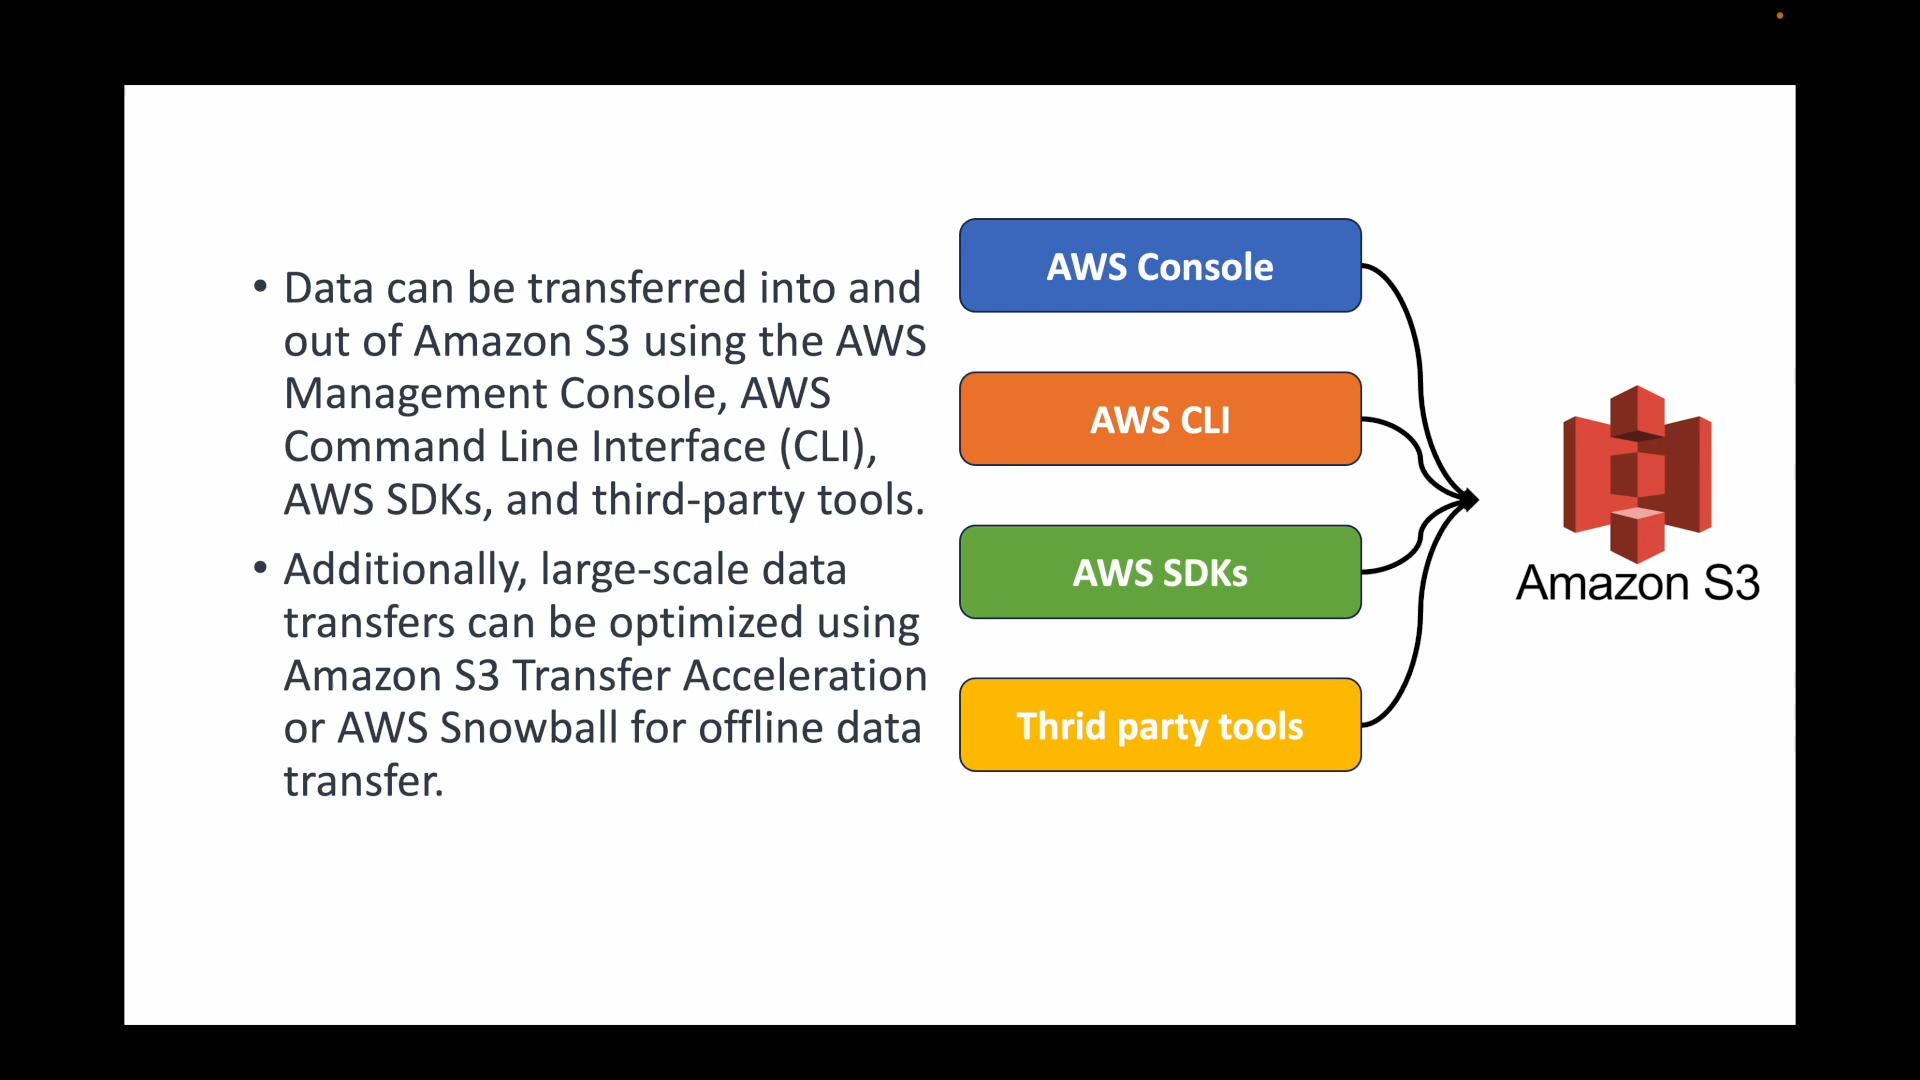 • Data can be transferred into and
out of Amazon S3 using the AWS
Management Console, AWS
Command Line Interface (CLI),
AWS SDKs, and third-party tools.
• Additionally, large-scale data
transfers can be optimized using
Amazon S3 Transfer Acceleration
or AWS Snowball for offline data
transfer.
AWS Console
AWS CLI
AWS SDKs
Thrid party tools
Amazon S3